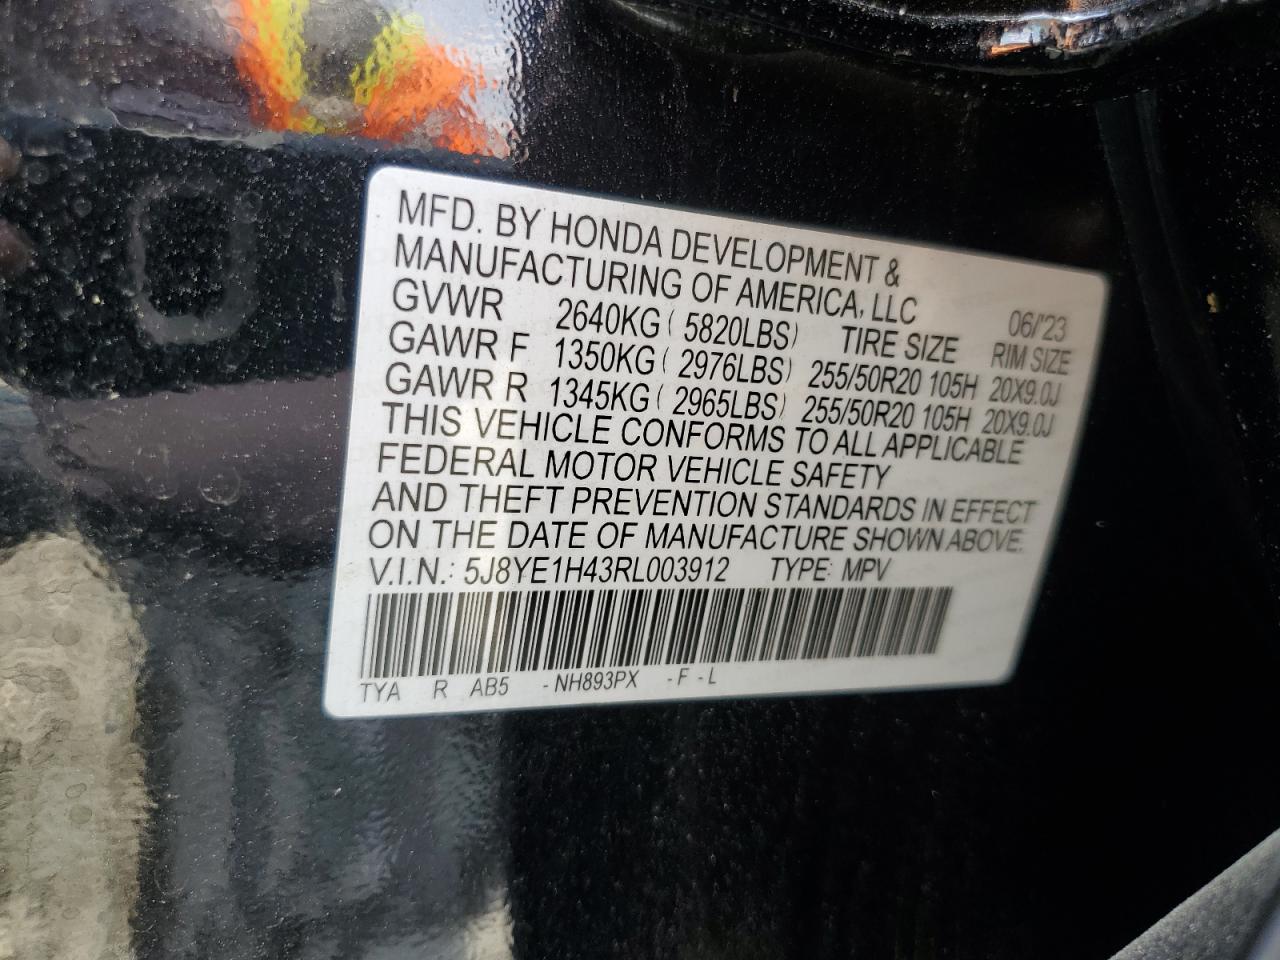 MFD. BY HONDA DEVELOPMENT &
MANUFACTURING OF AMERICA, LLC 06/'23
GVWR 2640KG ( 5820LBS) TIRE SIZE RIM SIZE
GAWR F 1350KG ( 2976LBS) 255/50R20 105H 20X9.0J
GAWR R 1345KG ( 2965LBS) 255/50R20 105H 20X9.0J
THIS VEHICLE CONFORMS TO ALL APPLICABLE
FEDERAL MOTOR VEHICLE SAFETY
AND THEFT PREVENTION STANDARDS IN EFFECT
ON THE DATE OF MANUFACTURE SHOWN ABOVE.
V.I.N.: 5J8YE1H43RL003912 TYPE: MPV
TYA R AB5 -NH893PX -F-L